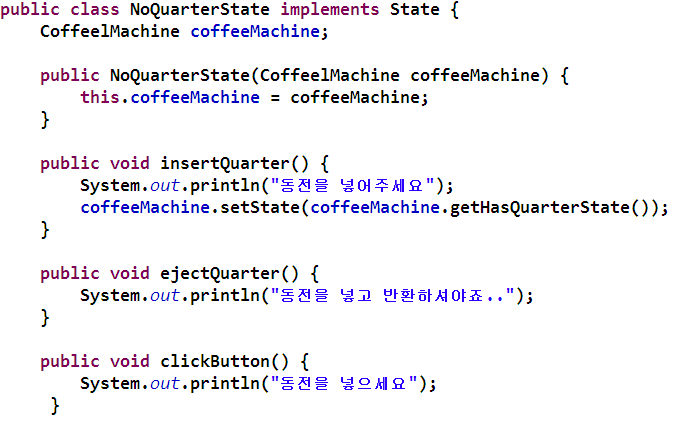 public class NoQuarterState implements State {
CoffeelMachine coffeeMachine;
public NoQuarterState(CoffeelMachine coffeeMachine) {
this.coffeeMachine = coffeeMachine;
}
public void insertQuarter() {
System.out.println("동전을 넣어주세요");
coffeeMachine.setState(coffeeMachine.getHasQuarterState());
}
public void ejectQuarter() {
System.out.println("동전을 넣고 반환하셔야죠..");
}
public void clickButton() {
System.out.println("동전을 넣으세요");
}